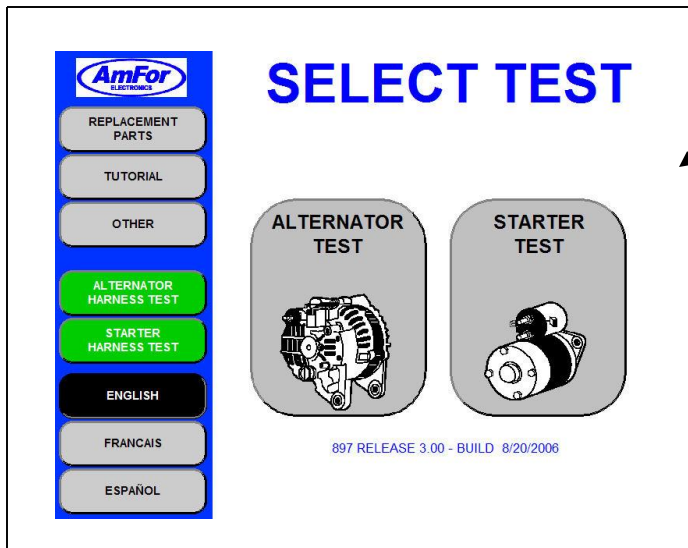 AmFor
ELECTRONICS
REPLACEMENT
PARTS
TUTORIAL
OTHER
ALTERNATOR
HARNESS TEST
STARTER
HARNESS TEST
ENGLISH
FRANCAIS
ESPAÑOL
SELECT TEST
ALTERNATOR
TEST
STARTER
TEST
897 RELEASE 3.00 - BUILD 8/20/2006